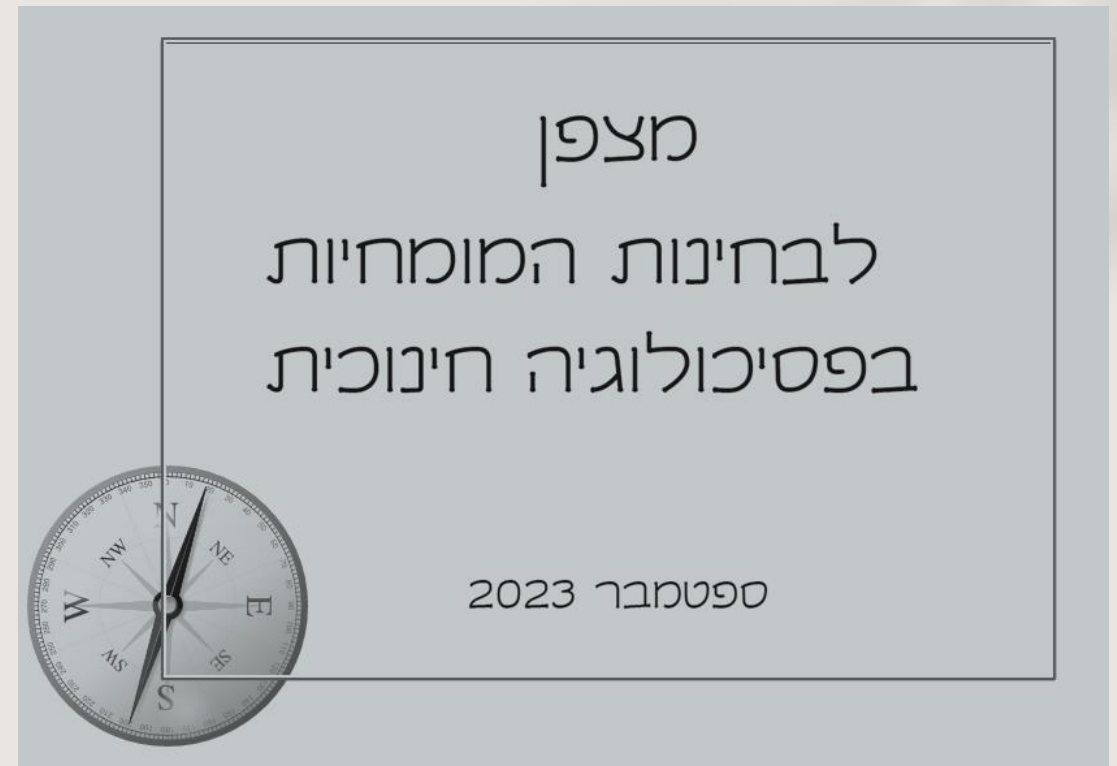 מצפן
לבחינות המומחיות
בפסיכולוגיה חינוכית
ספטמבר 2023
N
NE
E
SE
S
SW
W
NW